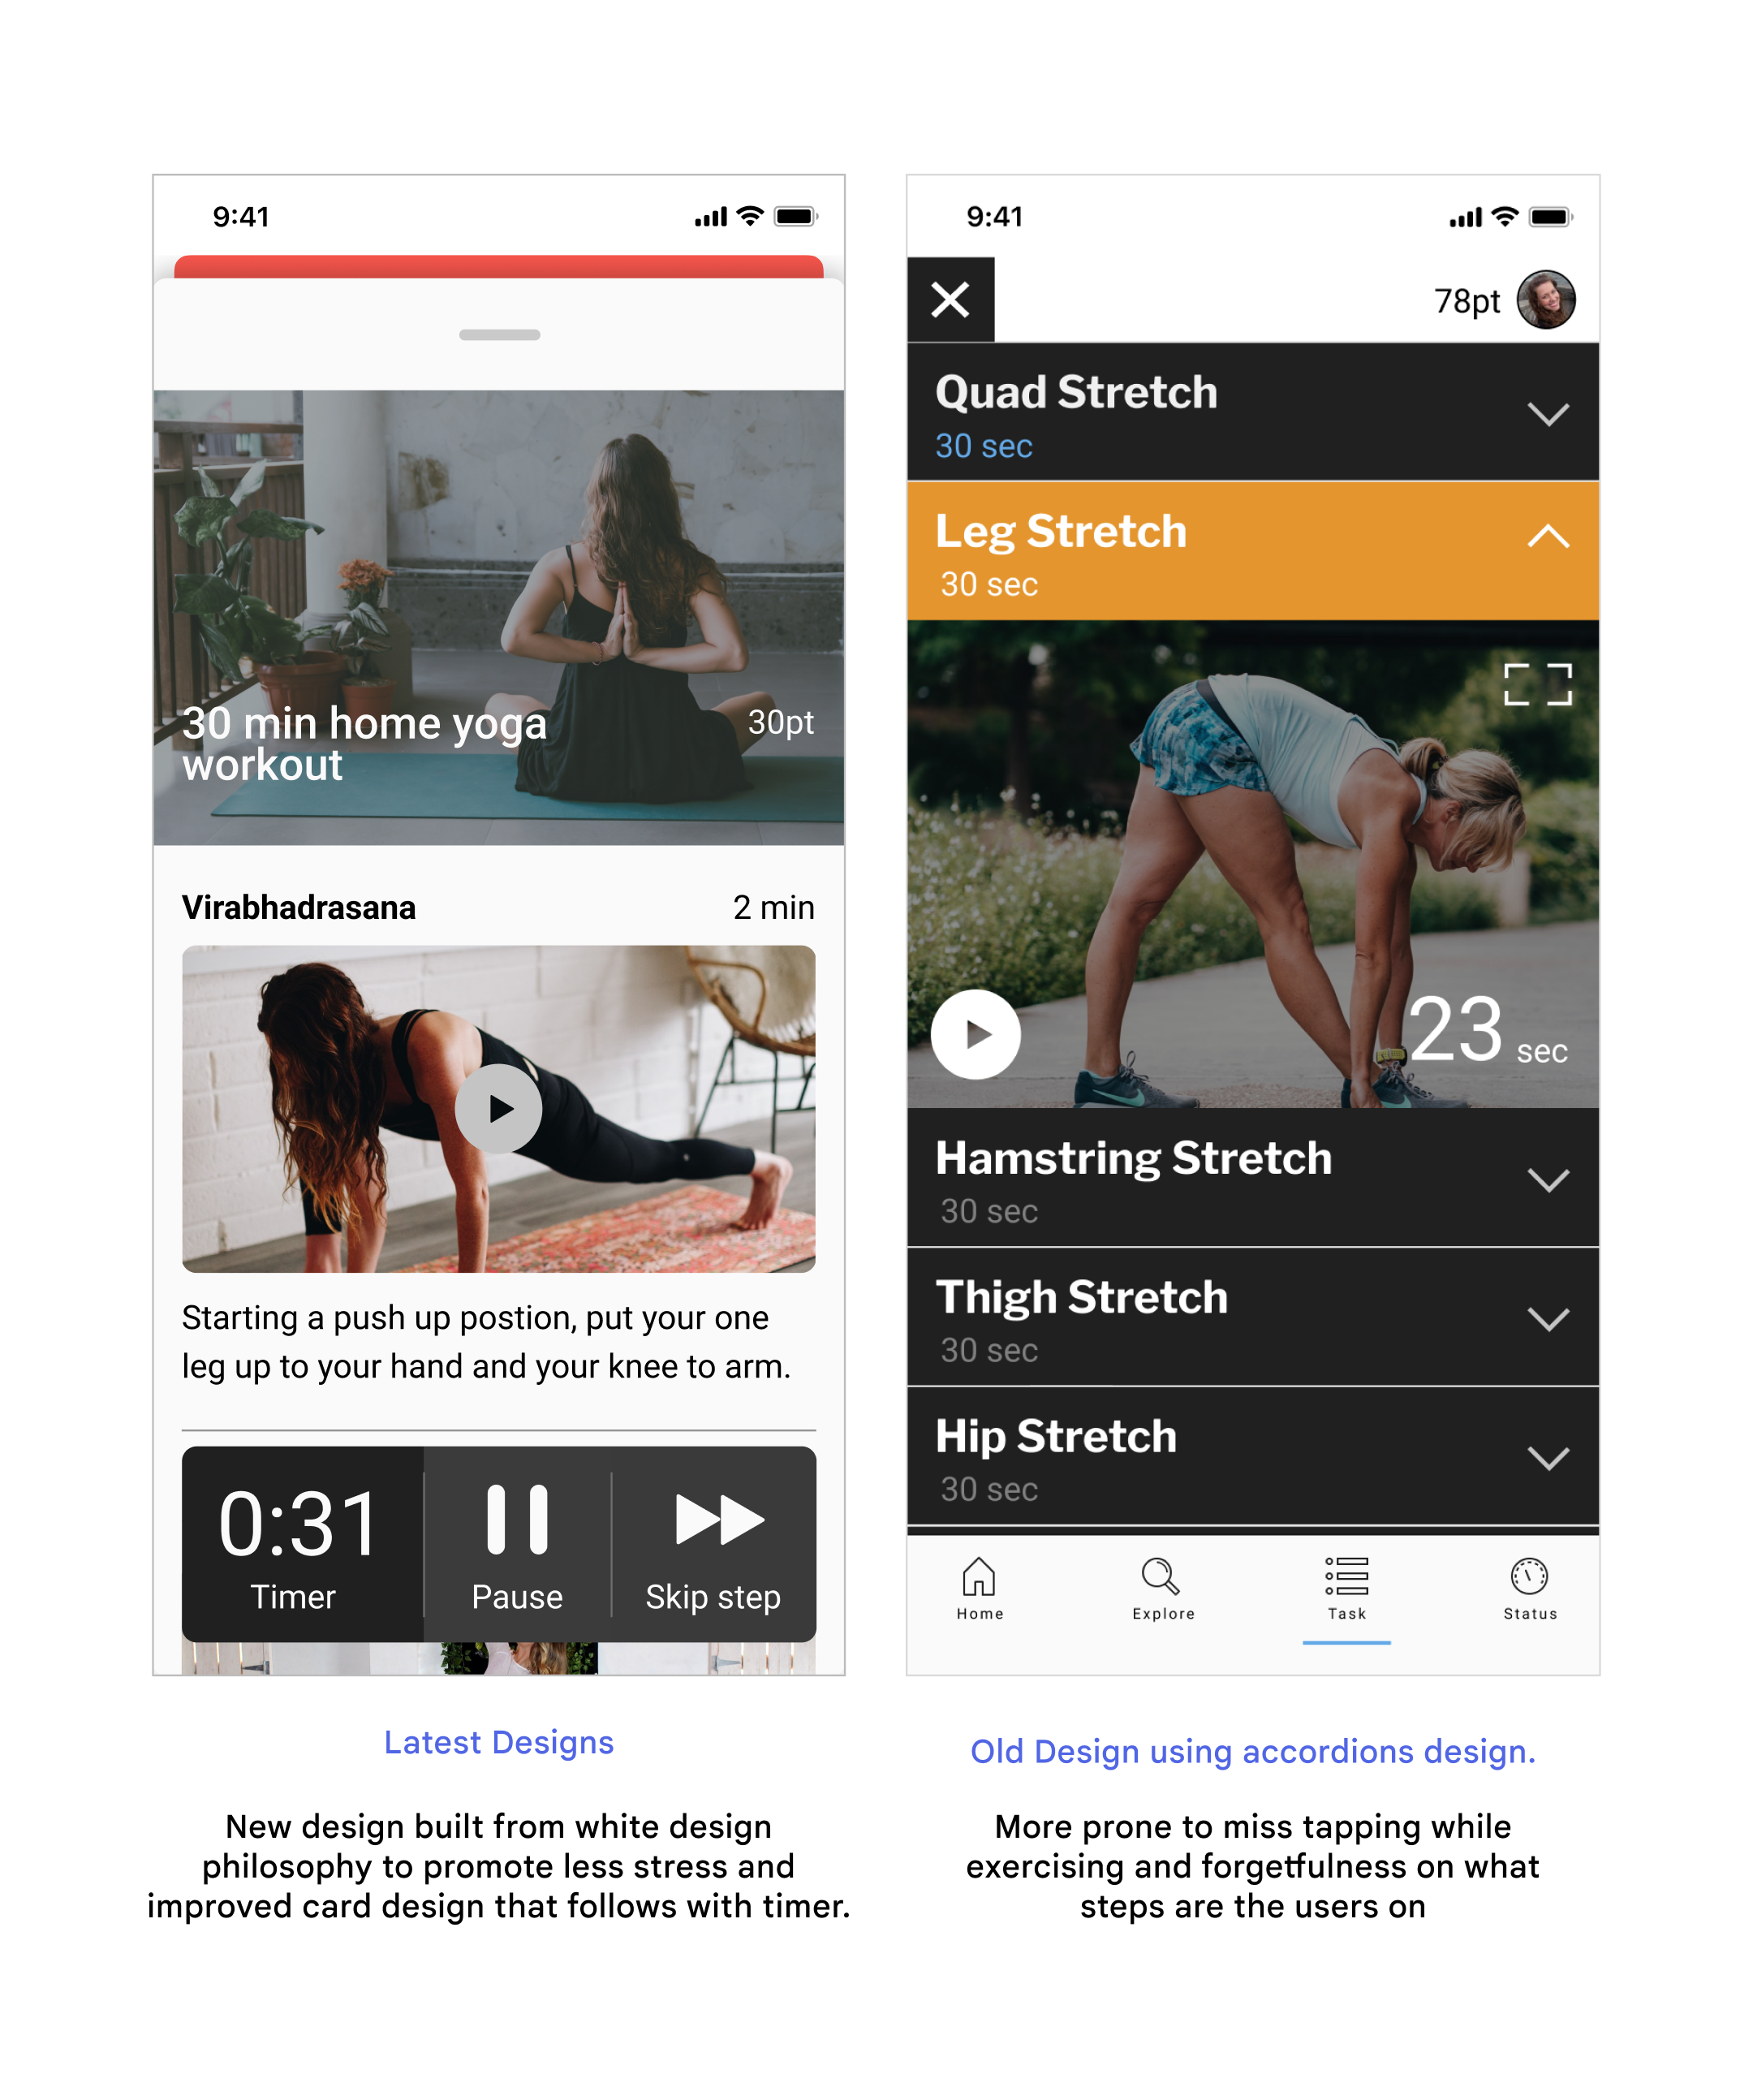 9:41
30 min home yoga
workout
30pt
Virabhadrasana
2 min
Starting a push up postion, put your one
leg up to your hand and your knee to arm.
0:31
Timer
Pause
Skip step
Latest Designs
New design built from white design
philosophy to promote less stress and
improved card design that follows with timer.
9:41
78pt
Quad Stretch
30 sec
Leg Stretch
30 sec
23 sec
Hamstring Stretch
30 sec
Thigh Stretch
30 sec
Hip Stretch
30 sec
Home
Explore
Task
Status
Old Design using accordions design.
More prone to miss tapping while
exercising and forgetfulness on what
steps are the users on